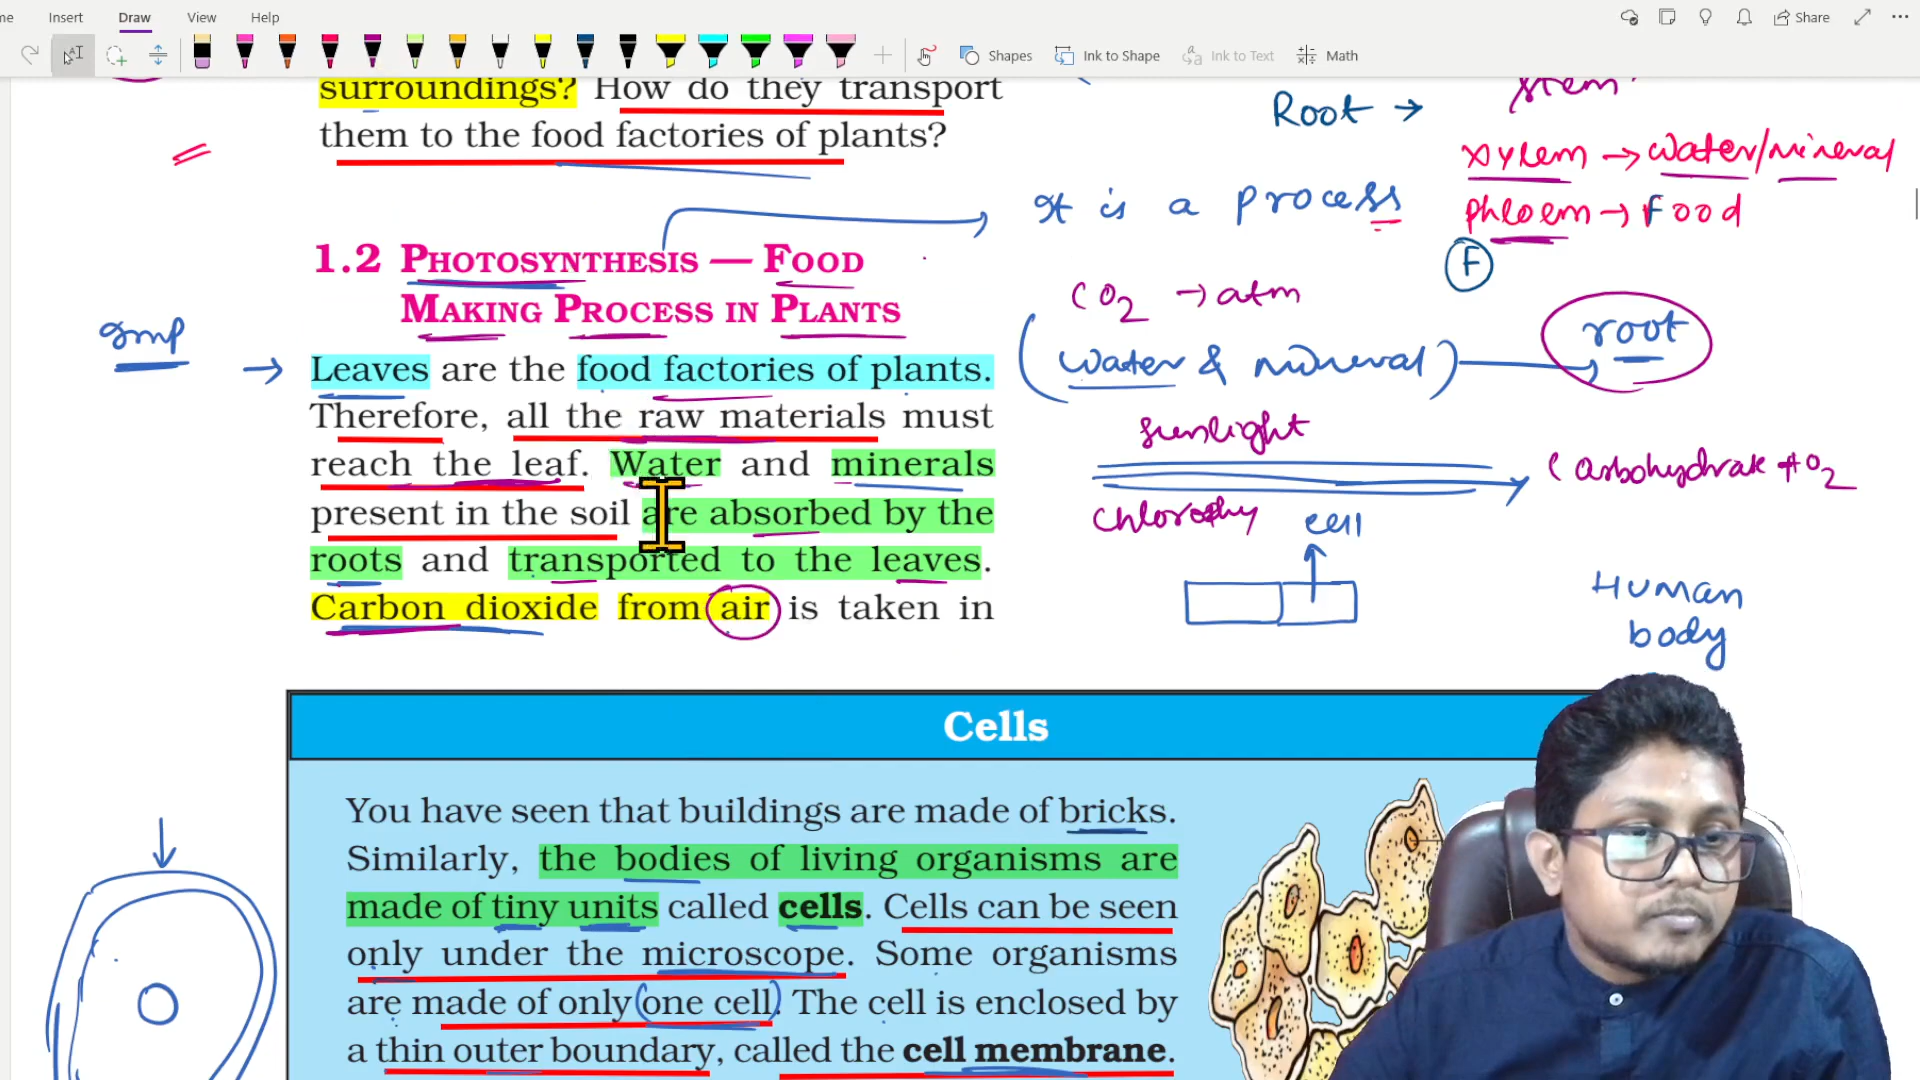 me Insert Draw View Help
Share
Shapes Ink to Shape Ink to Text Math
surroundings? How do they transport
them to the food factories of plants?
Root →
stem
xylem → water/mineral
phloem → Food
F
It is a process
1.2 PHOTOSYNTHESIS — FOOD
MAKING PROCESS IN PLANTS
CO2 → atm
(water & mineral)
root
Imp
→ Leaves are the food factories of plants.
Therefore, all the raw materials must
reach the leaf. Water and minerals
present in the soil are absorbed by the
roots and transported to the leaves.
Carbon dioxide from air is taken in
sunlight
Carbohydrate + O2
cell
Human
body
Cells
You have seen that buildings are made of bricks.
Similarly, the bodies of living organisms are
made of tiny units called cells. Cells can be seen
only under the microscope. Some organisms
are made of only (one cell). The cell is enclosed by
a thin outer boundary, called the cell membrane.